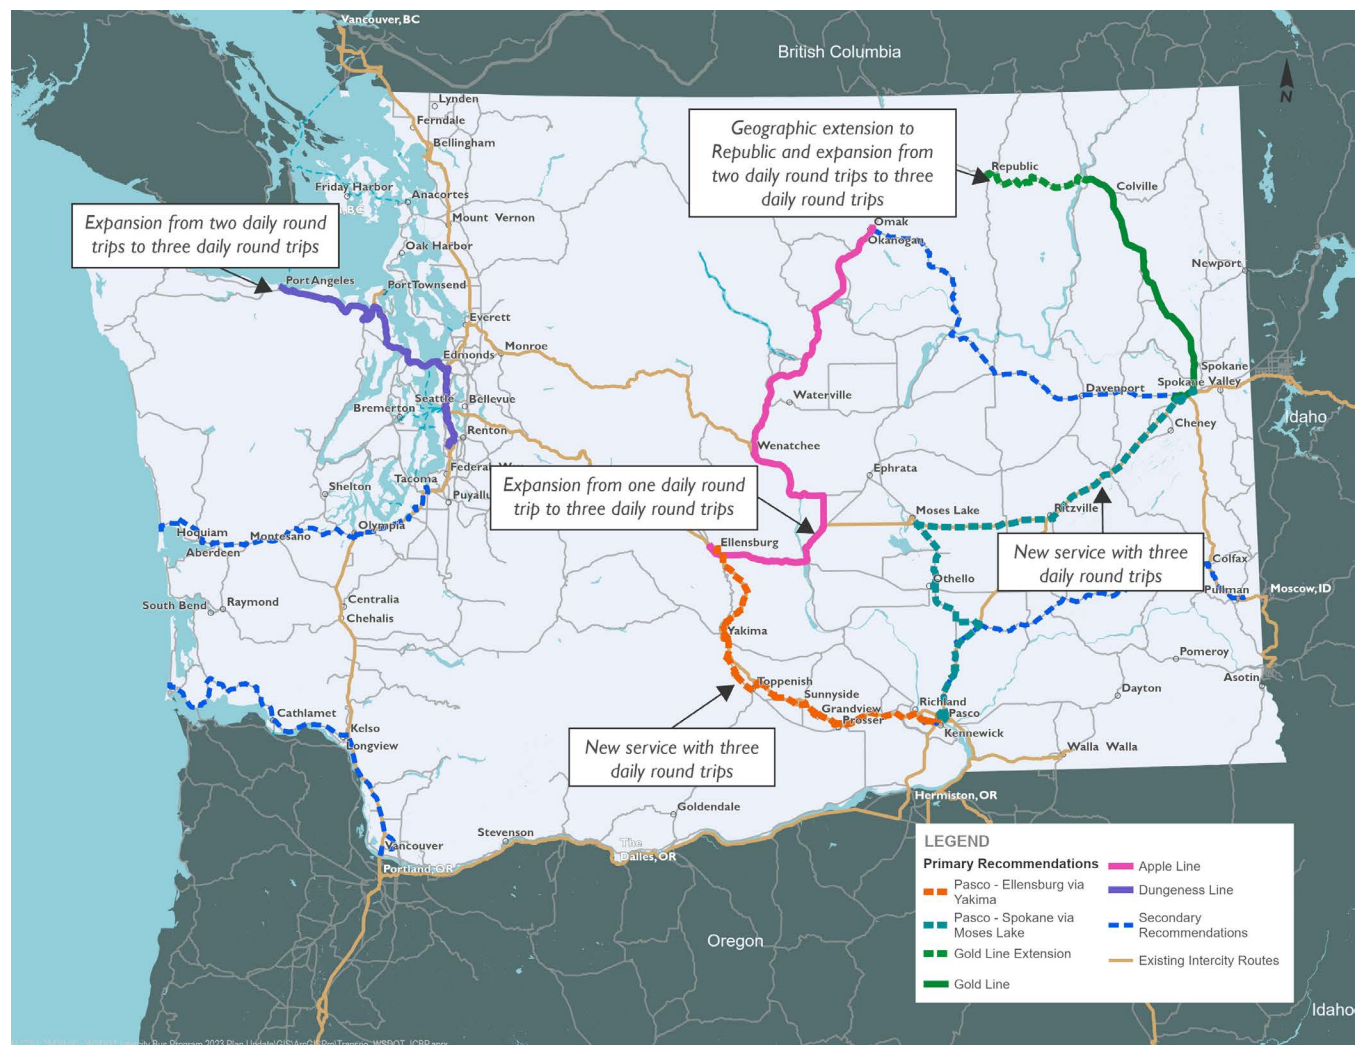 Vancouver, BC
British Columbia
N
Lynden
Ferndale
Bellingham
Geographic extension to
Republic and expansion from
two daily round trips to three
daily round trips
Republic
Colville
Friday Harbor
Anacortes
, BC
Mount Vernon
Expansion from two daily round
trips to three daily round trips
Omak
Okanogan
Oak Harbor
Newport
Port Angeles
Port Townsend
Everett
Monroe
Edmonds
Spokane
Spokane Valley
Davenport
Seattle
Bellevue
Bremerton
Waterville
Idaho
Renton
Cheney
Wenatchee
Federal
Ephrata
Tacoma
Shelton
Puyallu
Expansion from one daily round
trip to three daily round trips
Moses Lake
Ritzville
Olympia
Hoquiam
Montesano
Aberdeen
Ellensburg
New service with three
daily round trips
Colfax
Othello
Pullman
Moscow, ID
Centralia
South Bend
Raymond
Chehalis
Yakima
Pomeroy
Asotin
Toppenish
Sunnyside
Dayton
Richland
Grandview
Pasco
Prosser
Cathlamet
Kelso
Kennewick
Longview
New service with three
daily round trips
Walla Walla
Hermiston, OR
Goldendale
Stevenson
The
Dalles, OR
Vancouver
Portland, OR
Oregon
LEGEND
Primary Recommendations
Pasco - Ellensburg via
Yakima
Pasco - Spokane via
Moses Lake
Gold Line Extension
Gold Line
Apple Line
Dungeness Line
Secondary
Recommendations
Existing Intercity Routes
Idaho